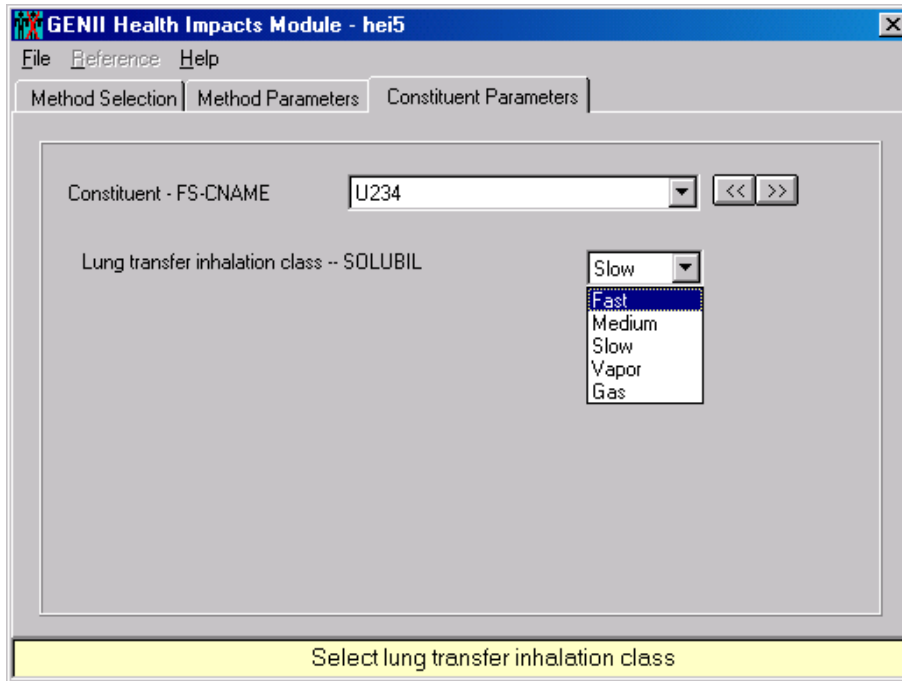 GENII Health Impacts Module - hei5
File Reference Help
Method Selection Method Parameters Constituent Parameters
Constituent - FS-CNAME U234 << >>
Lung transfer inhalation class -- SOLUBIL Slow
Fast
Medium
Slow
Vapor
Gas
Select lung transfer inhalation class